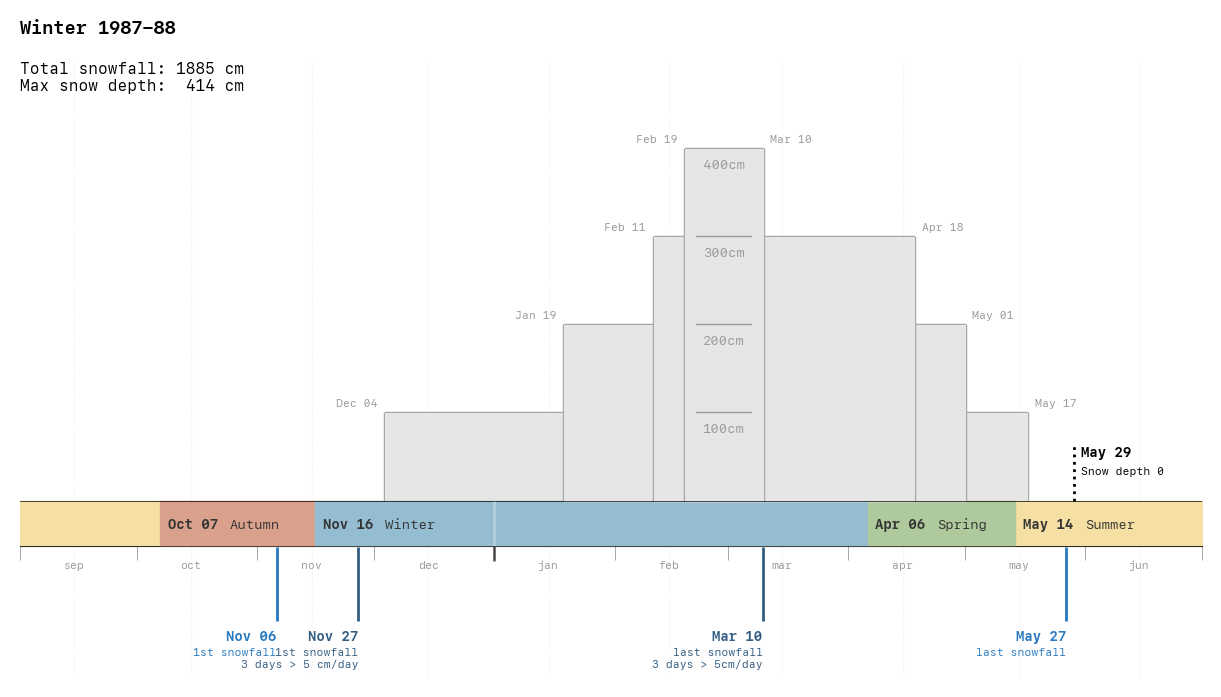 Winter 1987–88
Total snowfall: 1885 cm
Max snow depth: 414 cm
Feb 19
Mar 10
400cm
Feb 11
Apr 18
300cm
Jan 19
May 01
200cm
Dec 04
May 17
100cm
May 29
Snow depth 0
Oct 07 Autumn
Nov 16 Winter
Apr 06 Spring
May 14 Summer
sep
oct
nov
dec
jan
feb
mar
apr
may
jun
Nov 06
1st snowfall
Nov 27
1st snowfall
3 days > 5 cm/day
Mar 10
last snowfall
3 days > 5cm/day
May 27
last snowfall